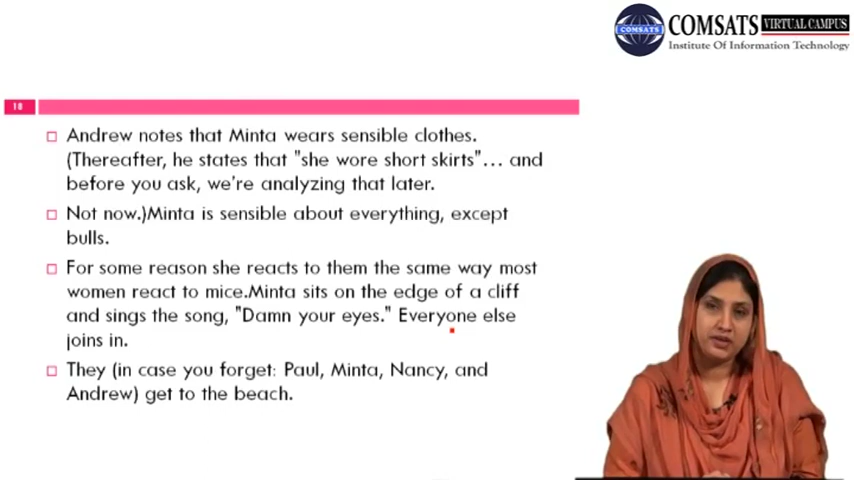 COMSATS
COMSATS VIRTUAL CAMPUS
Institute Of Information Technology
18
Andrew notes that Minta wears sensible clothes.
(Thereafter, he states that "she wore short skirts"... and
before you ask, we're analyzing that later.
Not now.)Minta is sensible about everything, except
bulls.
For some reason she reacts to them the same way most
women react to mice.Minta sits on the edge of a cliff
and sings the song, "Damn your eyes." Everyone else
joins in.
They (in case you forget: Paul, Minta, Nancy, and
Andrew) get to the beach.